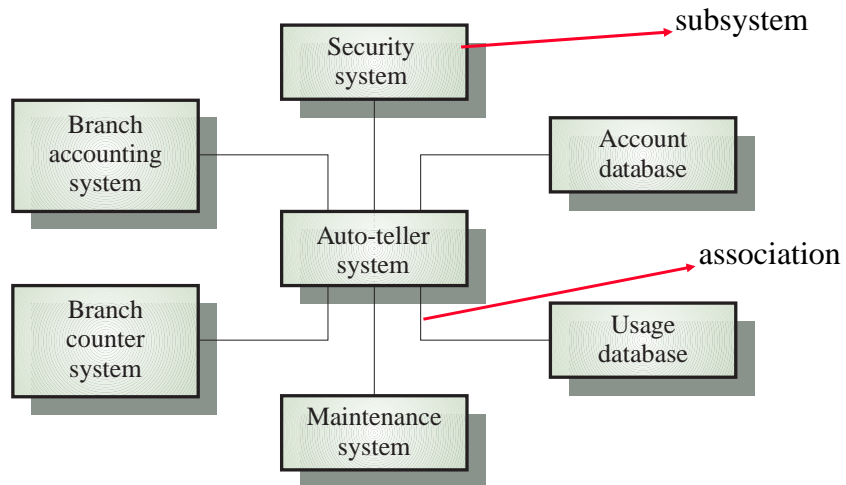 subsystem
Security
system
Branch
accounting
system
Account
database
Auto-teller
system
association
Branch
counter
system
Usage
database
Maintenance
system